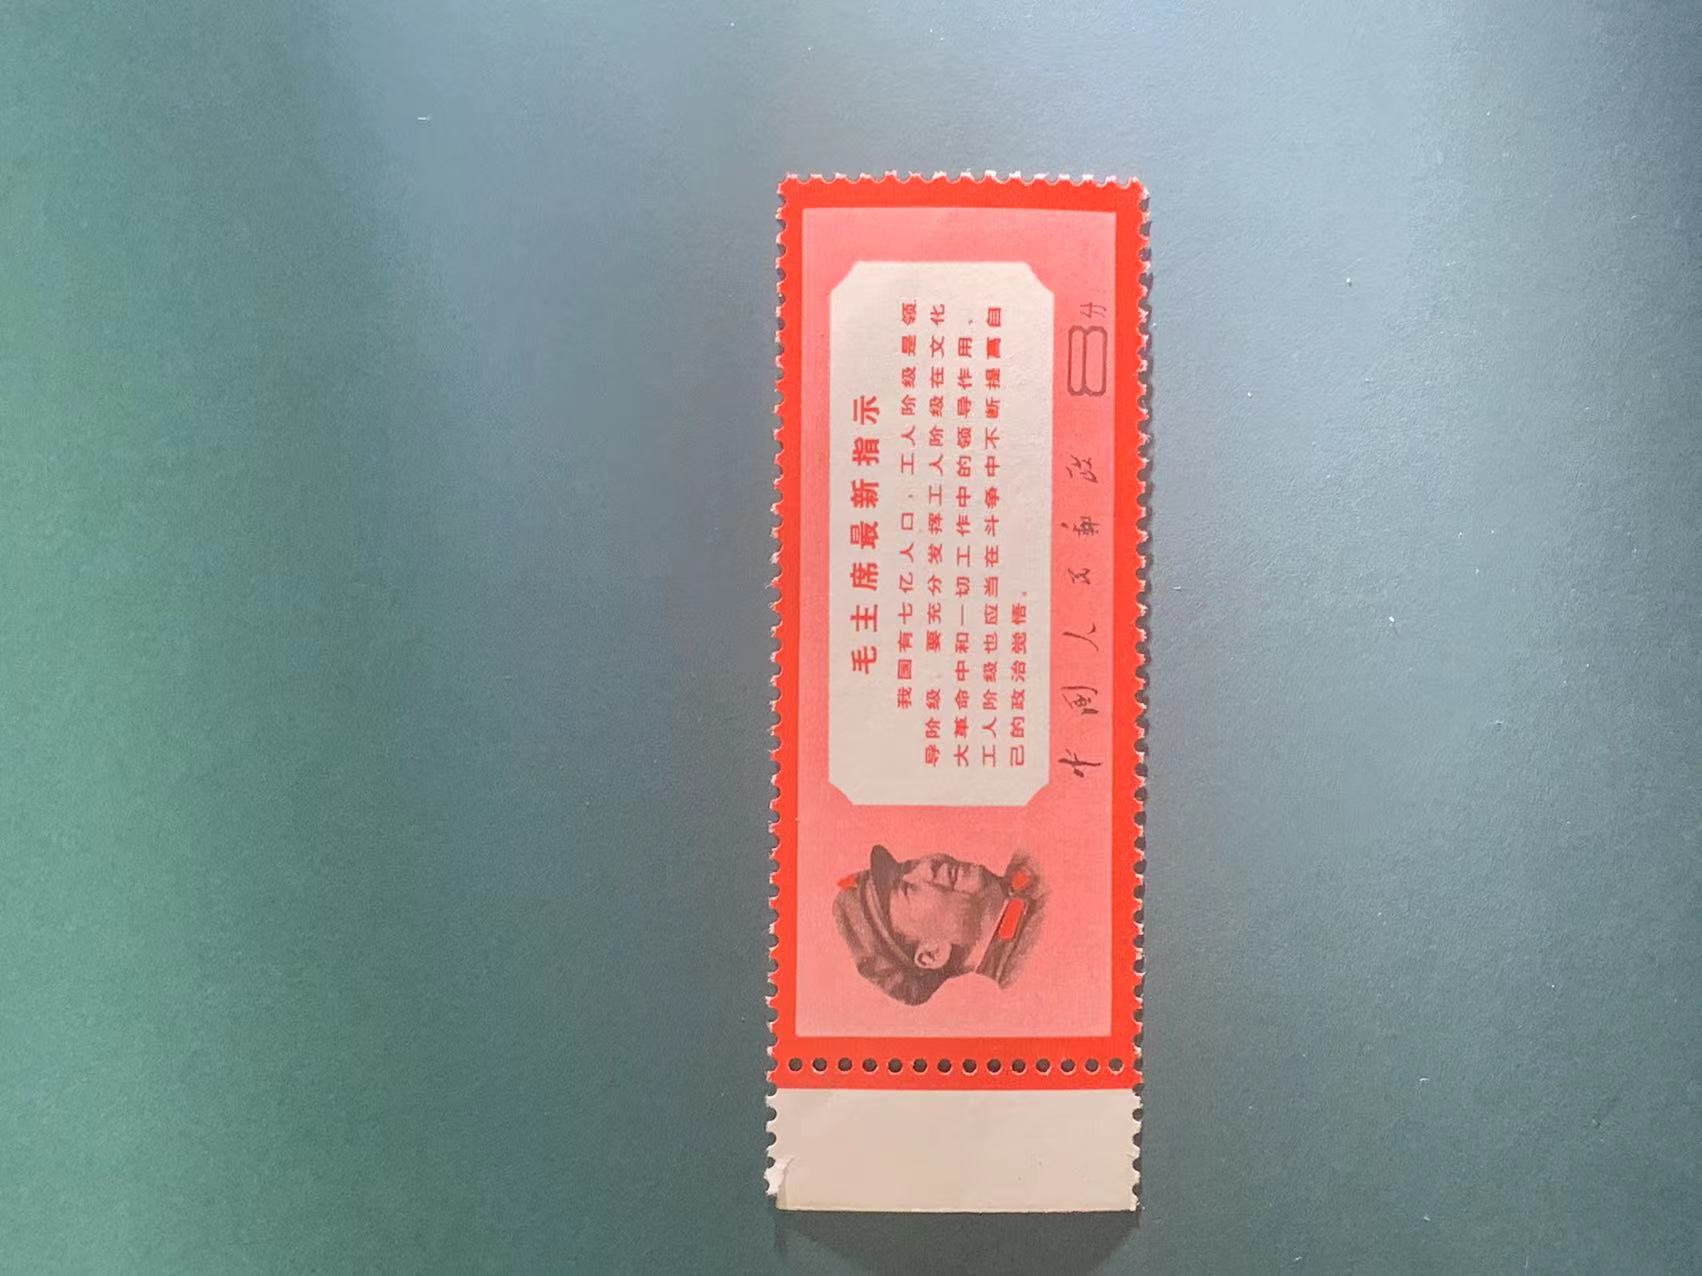 毛主席最新指示
我国有七亿人口，工人阶级是领
导阶级。要充分发挥工人阶级在文化
大革命中和一切工作中的领导作用、
工人阶级也应当在斗争中不断提高自
己的政治觉悟。
中国人民邮政 8分